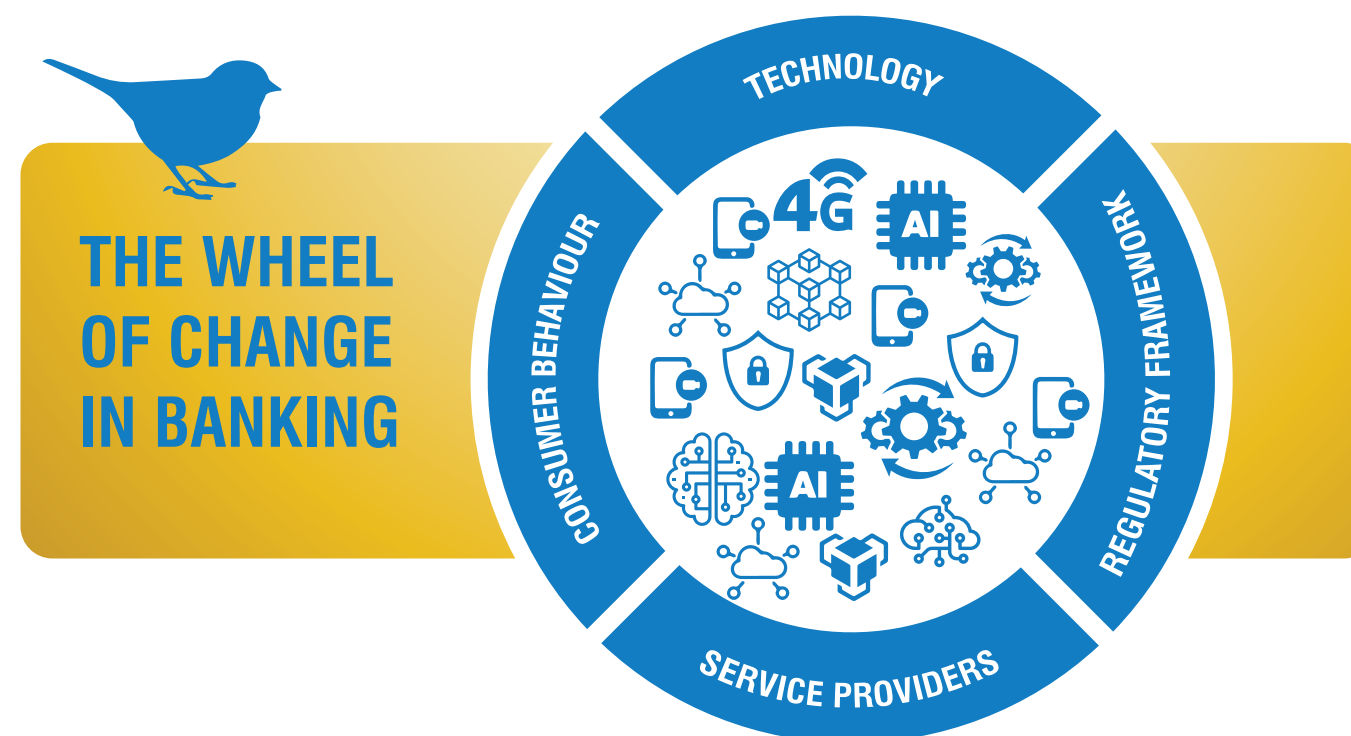 THE WHEEL
OF CHANGE
IN BANKING
TECHNOLOGY
REGULATORY FRAMEWORK
SERVICE PROVIDERS
CONSUMER BEHAVIOUR
4G
AI
AI